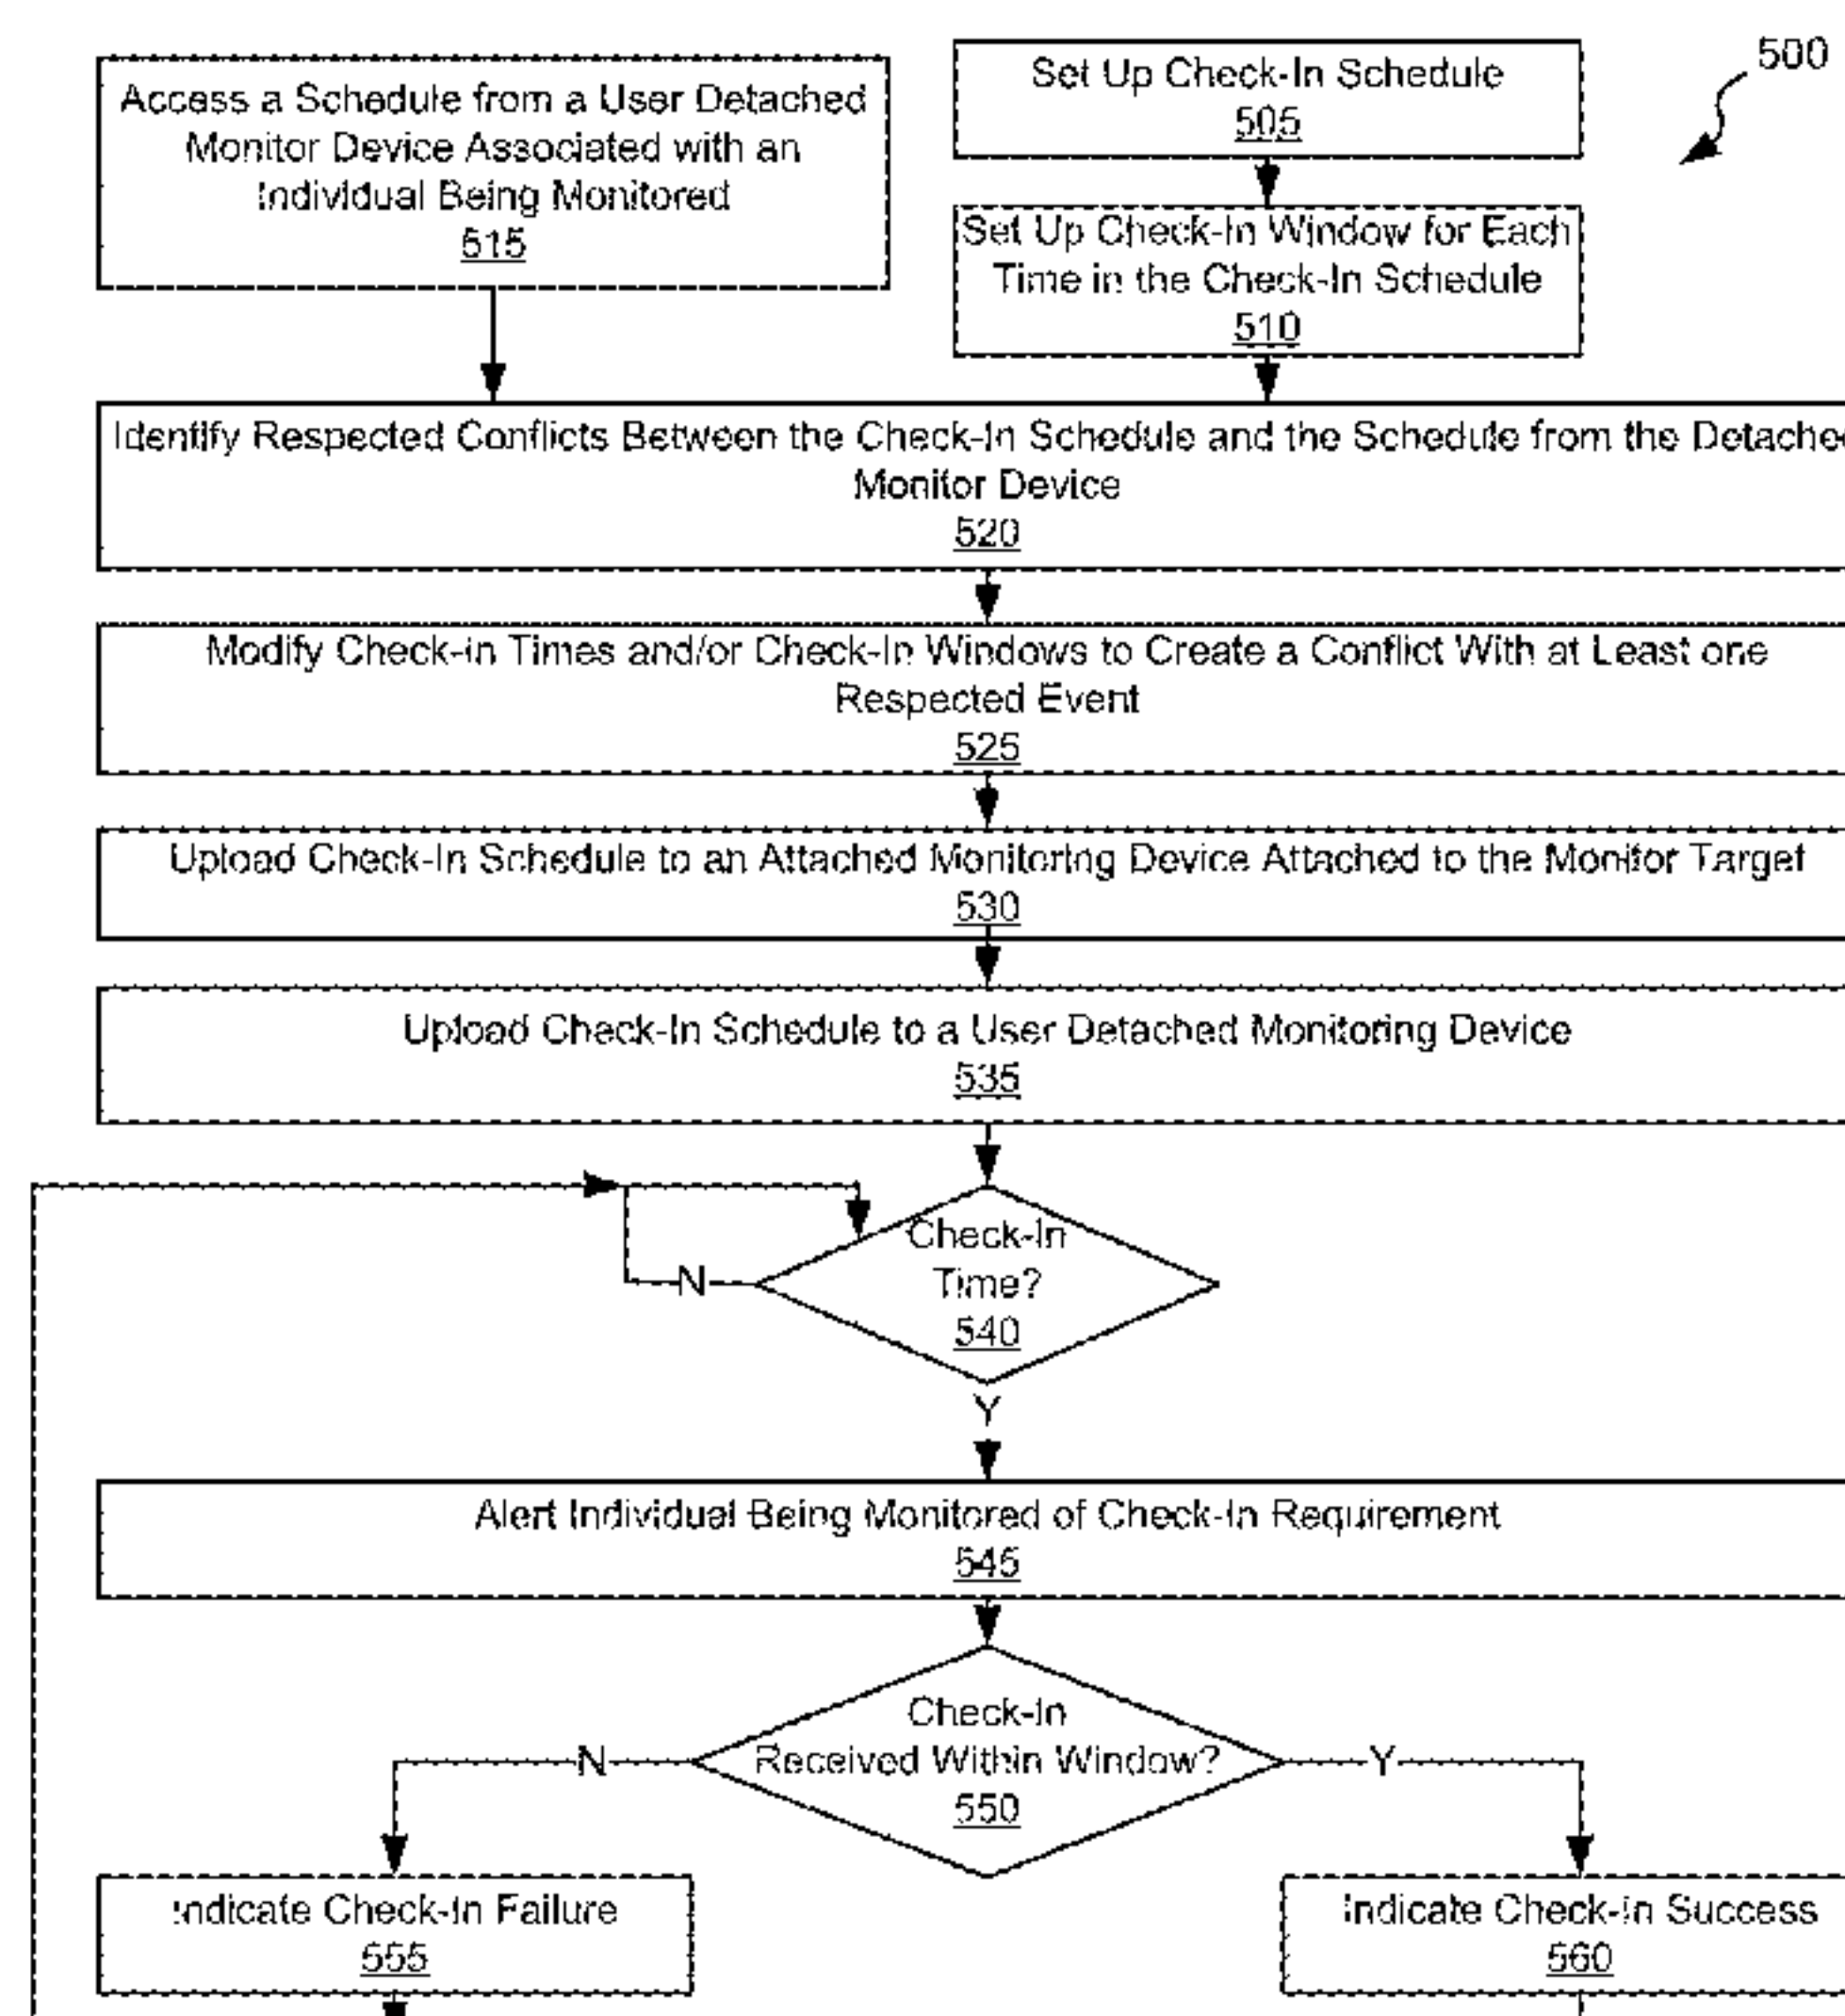 500
Access a Schedule from a User Detached
Monitor Device Associated with an
Individual Being Monitored
515
Set Up Check-In Schedule
505
Set Up Check-In Window for Each
Time in the Check-In Schedule
510
Identify Respected Conflicts Between the Check-In Schedule and the Schedule from the Detached
Monitor Device
520
Modify Check-in Times and/or Check-In Windows to Create a Conflict With at Least one
Respected Event
525
Upload Check-In Schedule to an Attached Monitoring Device Attached to the Monitor Target
530
Upload Check-In Schedule to a User Detached Monitoring Device
535
Check-In
Time?
540
N
Y
Alert Individual Being Monitored of Check-In Requirement
545
Check-In
Received Within Window?
550
N
Y
Indicate Check-In Failure
555
Indicate Check-In Success
560